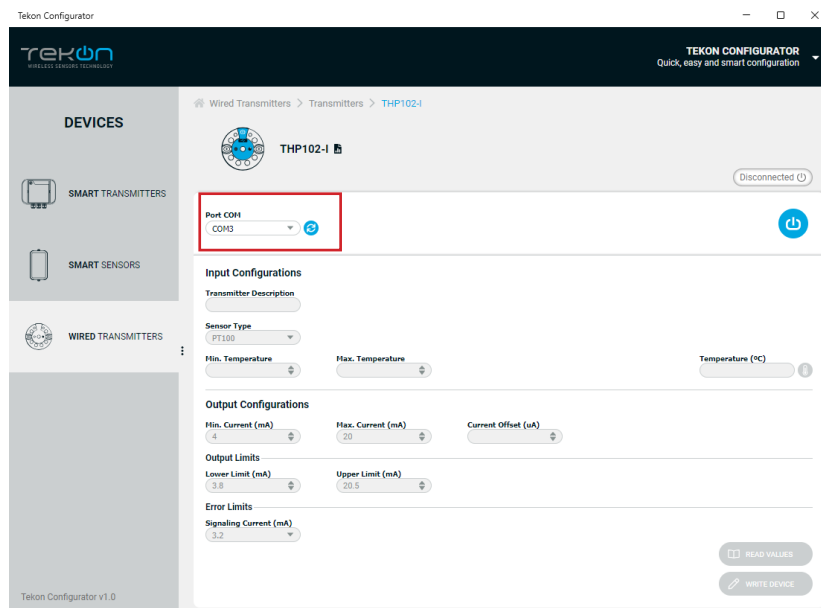 Tekon Configurator
Tekon
WIRELESS SENSORS TECHNOLOGY
TEKON CONFIGURATOR
Quick, easy and smart configuration
DEVICES
SMART TRANSMITTERS
SMART SENSORS
WIRED TRANSMITTERS
Tekon Configurator v1.0
Wired Transmitters > Transmitters > THP102-I
THP102-I
Disconnected
Port COM
COM3
Input Configurations
Transmitter Description
Sensor Type
PT100
Min. Temperature Max. Temperature Temperature (ºC)
Output Configurations
Min. Current (mA) Max. Current (mA) Current Offset (uA)
4 20
Output Limits
Lower Limit (mA) Upper Limit (mA)
3.8 20.5
Error Limits
Signaling Current (mA)
3.2
READ VALUES
WRITE DEVICE